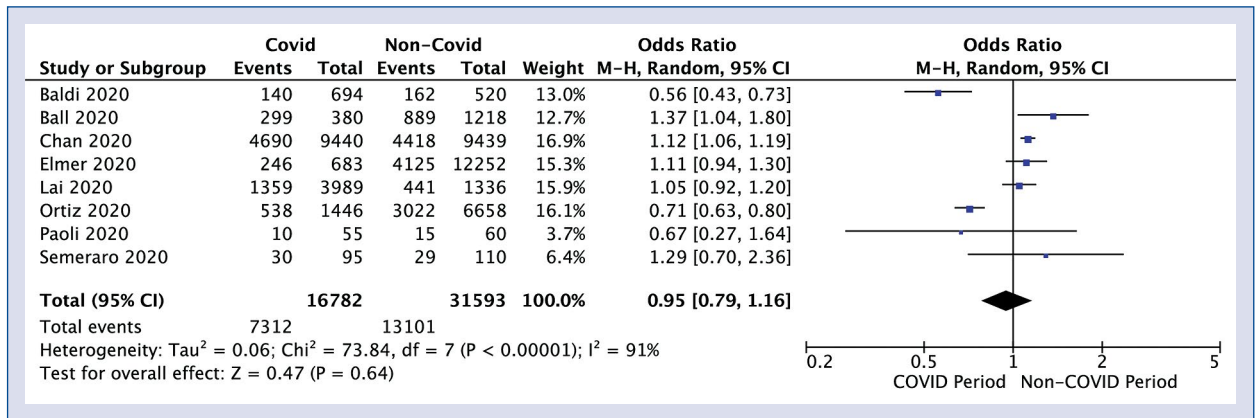 Covid Non-Covid Odds Ratio Odds Ratio
Study or Subgroup Events Total Events Total Weight M-H, Random, 95% CI M-H, Random, 95% CI
Baldi 2020 140 694 162 520 13.0% 0.56 [0.43, 0.73]
Ball 2020 299 380 889 1218 12.7% 1.37 [1.04, 1.80]
Chan 2020 4690 9440 4418 9439 16.9% 1.12 [1.06, 1.19]
Elmer 2020 246 683 4125 12252 15.3% 1.11 [0.94, 1.30]
Lai 2020 1359 3989 441 1336 15.9% 1.05 [0.92, 1.20]
Ortiz 2020 538 1446 3022 6658 16.1% 0.71 [0.63, 0.80]
Paoli 2020 10 55 15 60 3.7% 0.67 [0.27, 1.64]
Semeraro 2020 30 95 29 110 6.4% 1.29 [0.70, 2.36]
Total (95% CI) 16782 31593 100.0% 0.95 [0.79, 1.16]
Total events 7312 13101
Heterogeneity: Tau² = 0.06; Chi² = 73.84, df = 7 (P < 0.00001); I² = 91%
Test for overall effect: Z = 0.47 (P = 0.64)
0.2 0.5 1 2 5
COVID Period Non-COVID Period